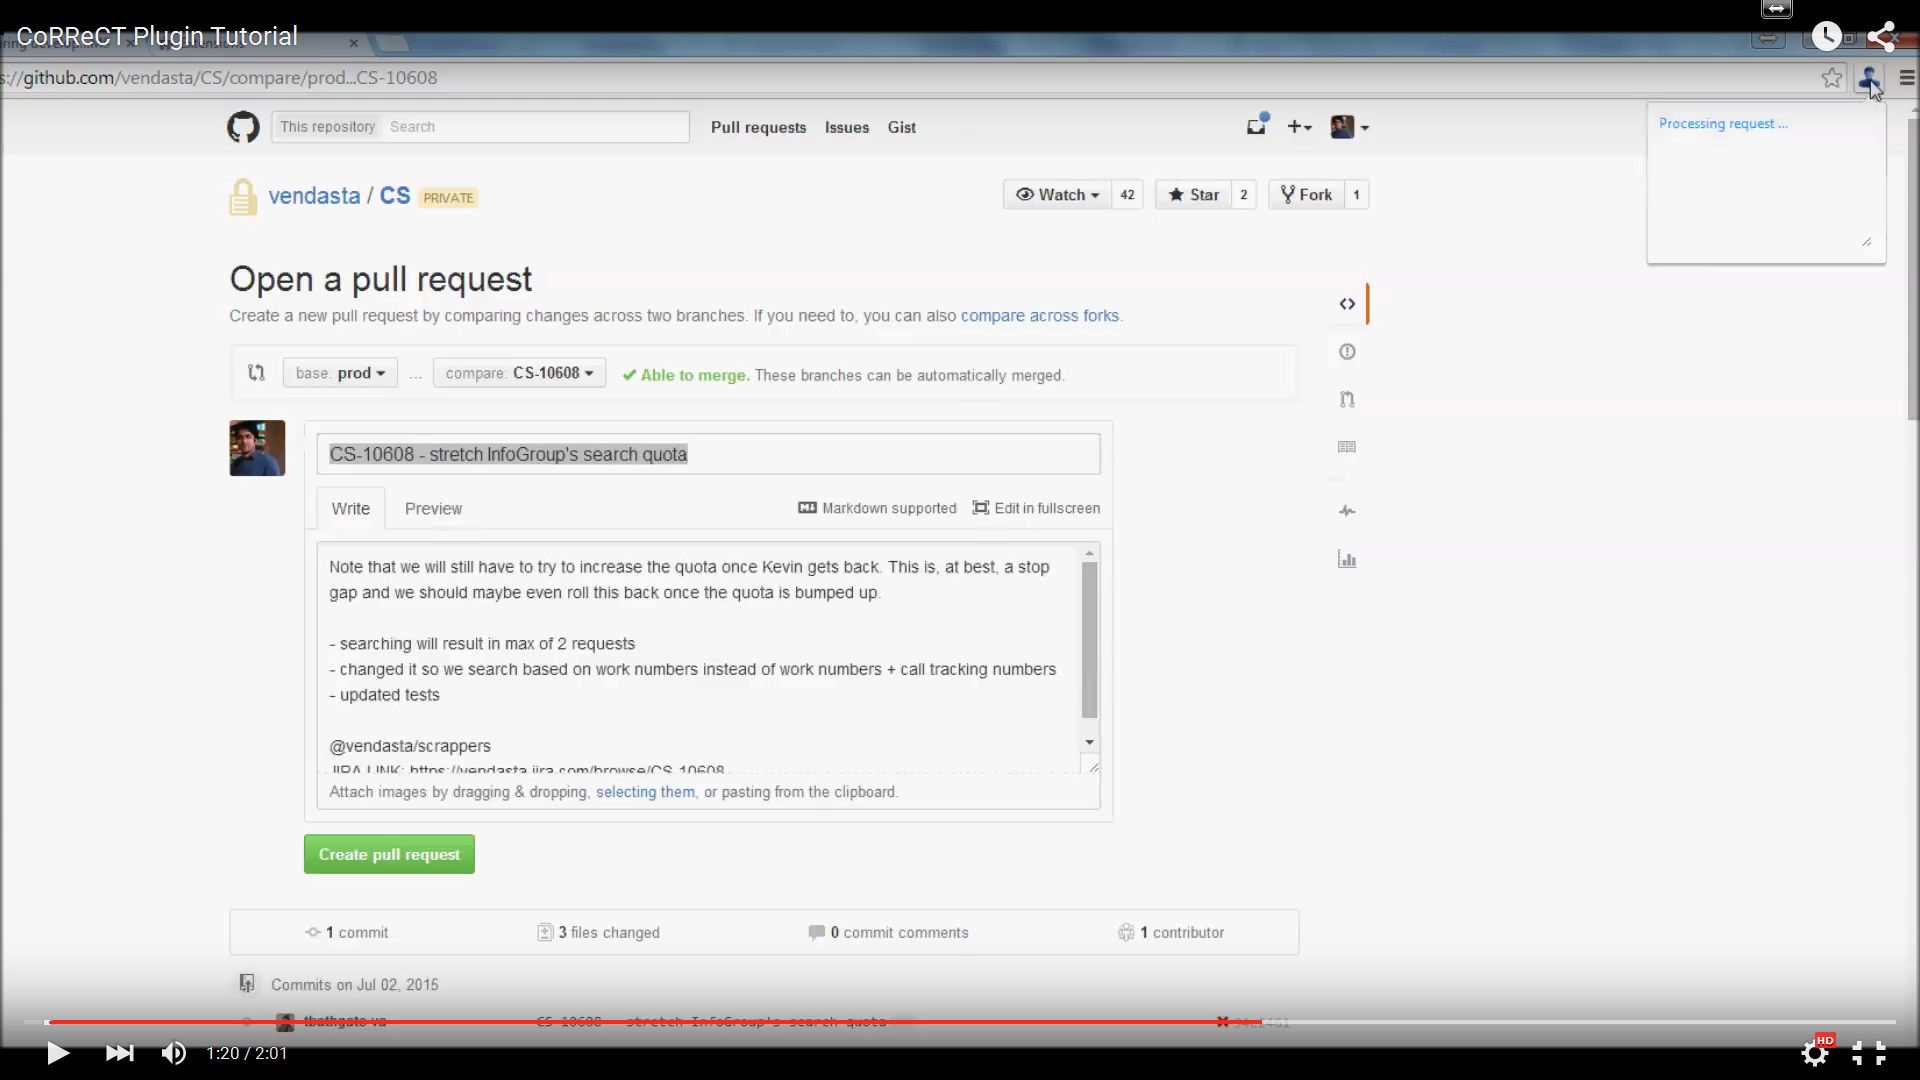 CoRReCT Plugin Tutorial
s://github.com/vendasta/CS/compare/prod...CS-10608
This repository Search Pull requests Issues Gist
Processing request ...
vendasta / CS PRIVATE
Watch 42 Star 2 Fork 1
Open a pull request
Create a new pull request by comparing changes across two branches. If you need to, you can also compare across forks.
base: prod ... compare: CS-10608 Able to merge. These branches can be automatically merged.
CS-10608 - stretch InfoGroup's search quota
Write Preview Markdown supported Edit in fullscreen
Note that we will still have to try to increase the quota once Kevin gets back. This is, at best, a stop
gap and we should maybe even roll this back once the quota is bumped up.
- searching will result in max of 2 requests
- changed it so we search based on work numbers instead of work numbers + call tracking numbers
- updated tests
@vendasta/scrappers
JIRA LINK: https://vendasta.jira.com/browse/CS-10608
Attach images by dragging & dropping, selecting them, or pasting from the clipboard.
Create pull request
1 commit 3 files changed 0 commit comments 1 contributor
Commits on Jul 02, 2015
CS-10608 - stretch InfoGroup's search quota
1:20 / 2:01
HD